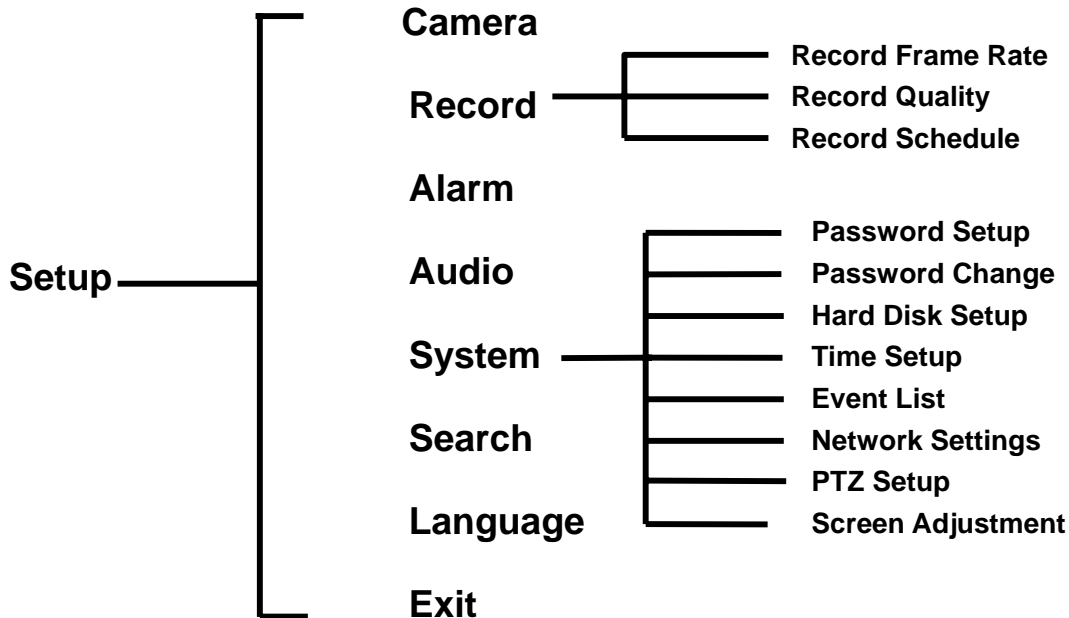 Setup
Camera
Record
Record Frame Rate
Record Quality
Record Schedule
Alarm
Audio
System
Password Setup
Password Change
Hard Disk Setup
Time Setup
Event List
Network Settings
PTZ Setup
Screen Adjustment
Search
Language
Exit